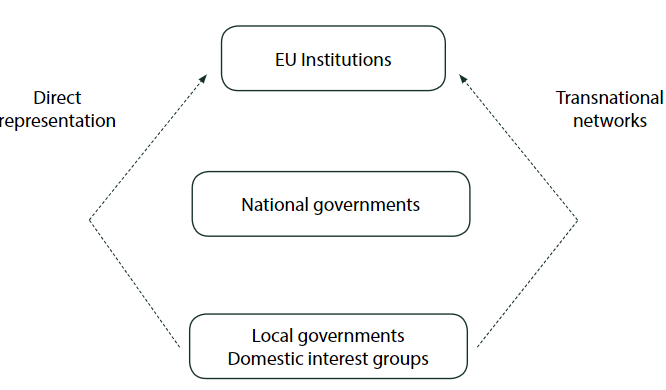 EU Institutions
Direct
representation
Transnational
networks
National governments
Local governments
Domestic interest groups